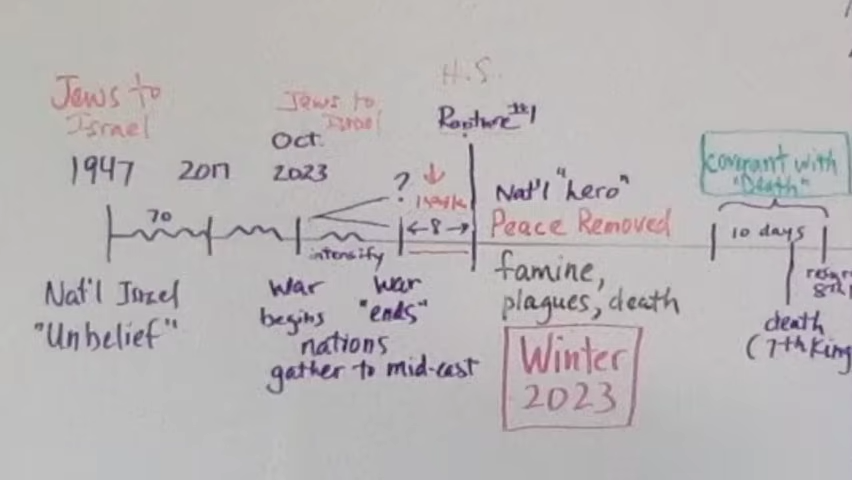 H.S.
Jews to
Israel
Jews to
Israel
Rapture #1
Oct.
1947
2017
2023
?
70
8
intensify
Nat'l "hero"
Peace Removed
covenant with
"Death"
10 days
Nat'l Israel
"Unbelief"
war
begins
war
"ends"
nations
gather to mid-east
famine,
plagues, death
Winter
2023
death
(7th King
8th